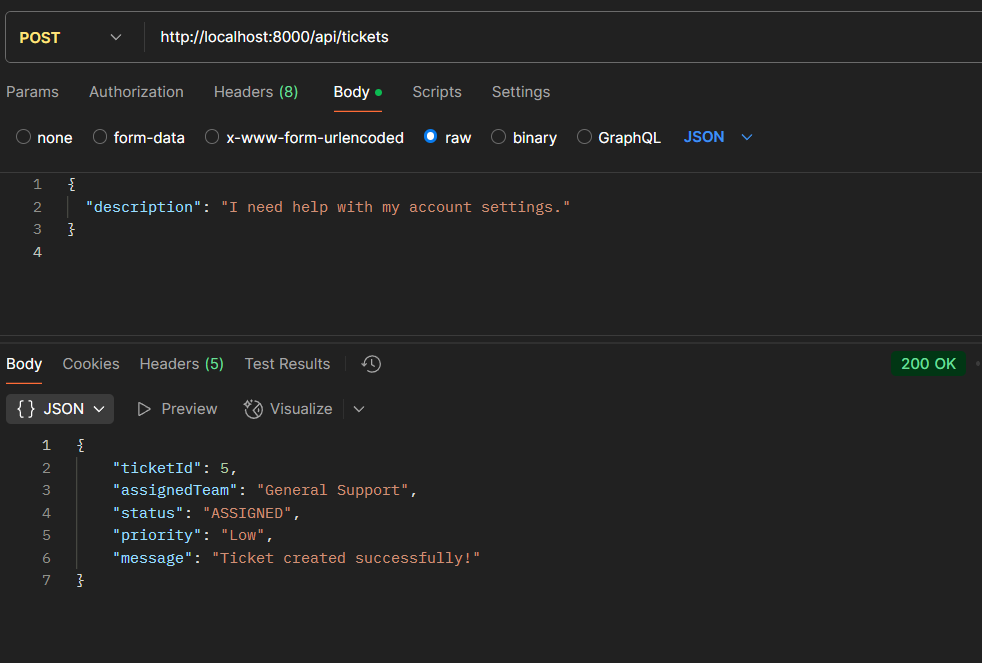 POST http://localhost:8000/api/tickets
Params Authorization Headers (8) Body Scripts Settings
none form-data x-www-form-urlencoded raw binary GraphQL JSON
1 {
2 "description": "I need help with my account settings."
3 }
4
Body Cookies Headers (5) Test Results 200 OK
{} JSON Preview Visualize
1 {
2 "ticketId": 5,
3 "assignedTeam": "General Support",
4 "status": "ASSIGNED",
5 "priority": "Low",
6 "message": "Ticket created successfully!"
7 }